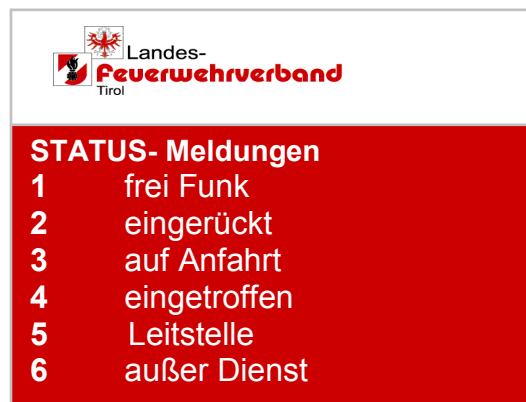 Landes-
Feuerwehrverband
Tirol
STATUS- Meldungen
1 frei Funk
2 eingerückt
3 auf Anfahrt
4 eingetroffen
5 Leitstelle
6 außer Dienst